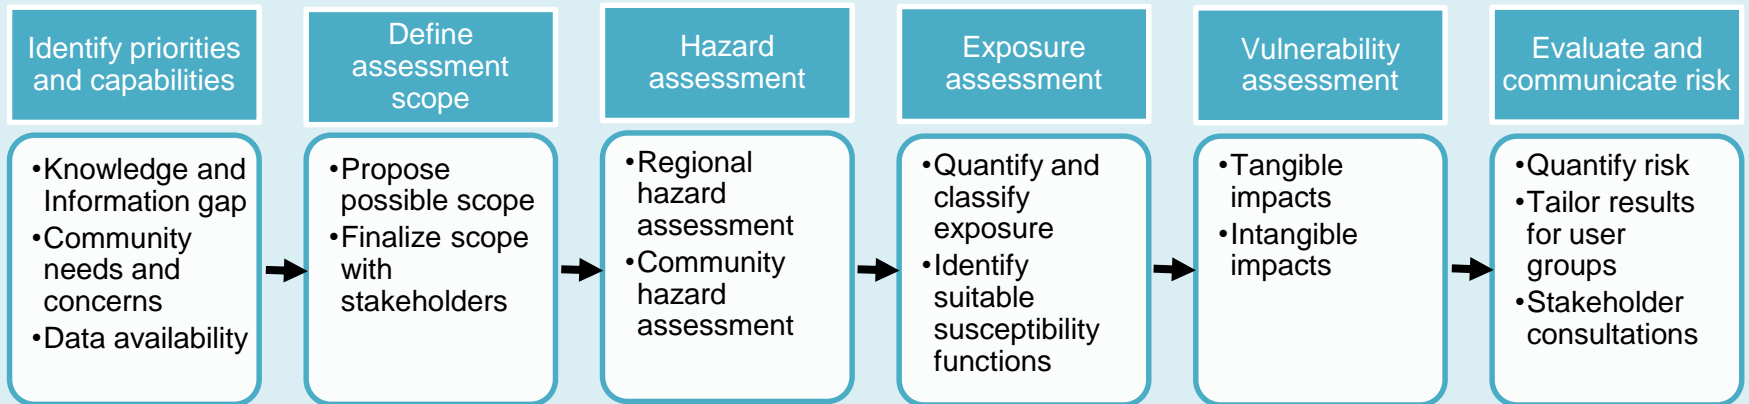 Identify priorities
and capabilities
Define
assessment
scope
Hazard
assessment
Exposure
assessment
Vulnerability
assessment
Evaluate and
communicate risk
•Knowledge and
Information gap
•Community
needs and
concerns
•Data availability
•Propose
possible scope
•Finalize scope
with
stakeholders
•Regional
hazard
assessment
•Community
hazard
assessment
•Quantify and
classify
exposure
•Identify
suitable
susceptibility
functions
•Tangible
impacts
•Intangible
impacts
•Quantify risk
•Tailor results
for user
groups
•Stakeholder
consultations